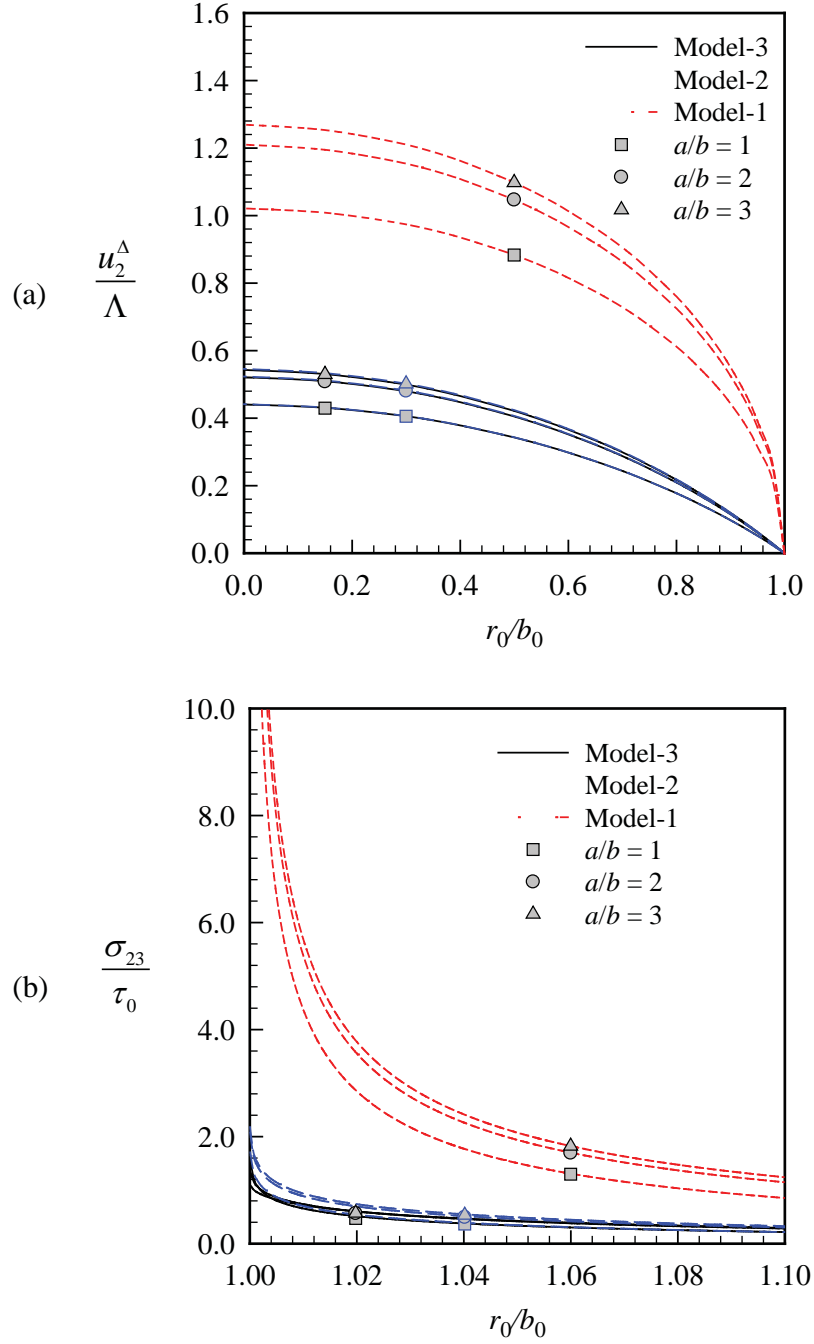 1.6
1.4
1.2
1.0
0.8
0.6
0.4
0.2
0.0
Model-3
Model-2
Model-1
a/b = 1
a/b = 2
a/b = 3
(a)
u₂^Δ
Λ
0.0 0.2 0.4 0.6 0.8 1.0
r₀/b₀
10.0
8.0
6.0
4.0
2.0
0.0
Model-3
Model-2
Model-1
a/b = 1
a/b = 2
a/b = 3
(b)
σ₂₃
τ₀
1.00 1.02 1.04 1.06 1.08 1.10
r₀/b₀